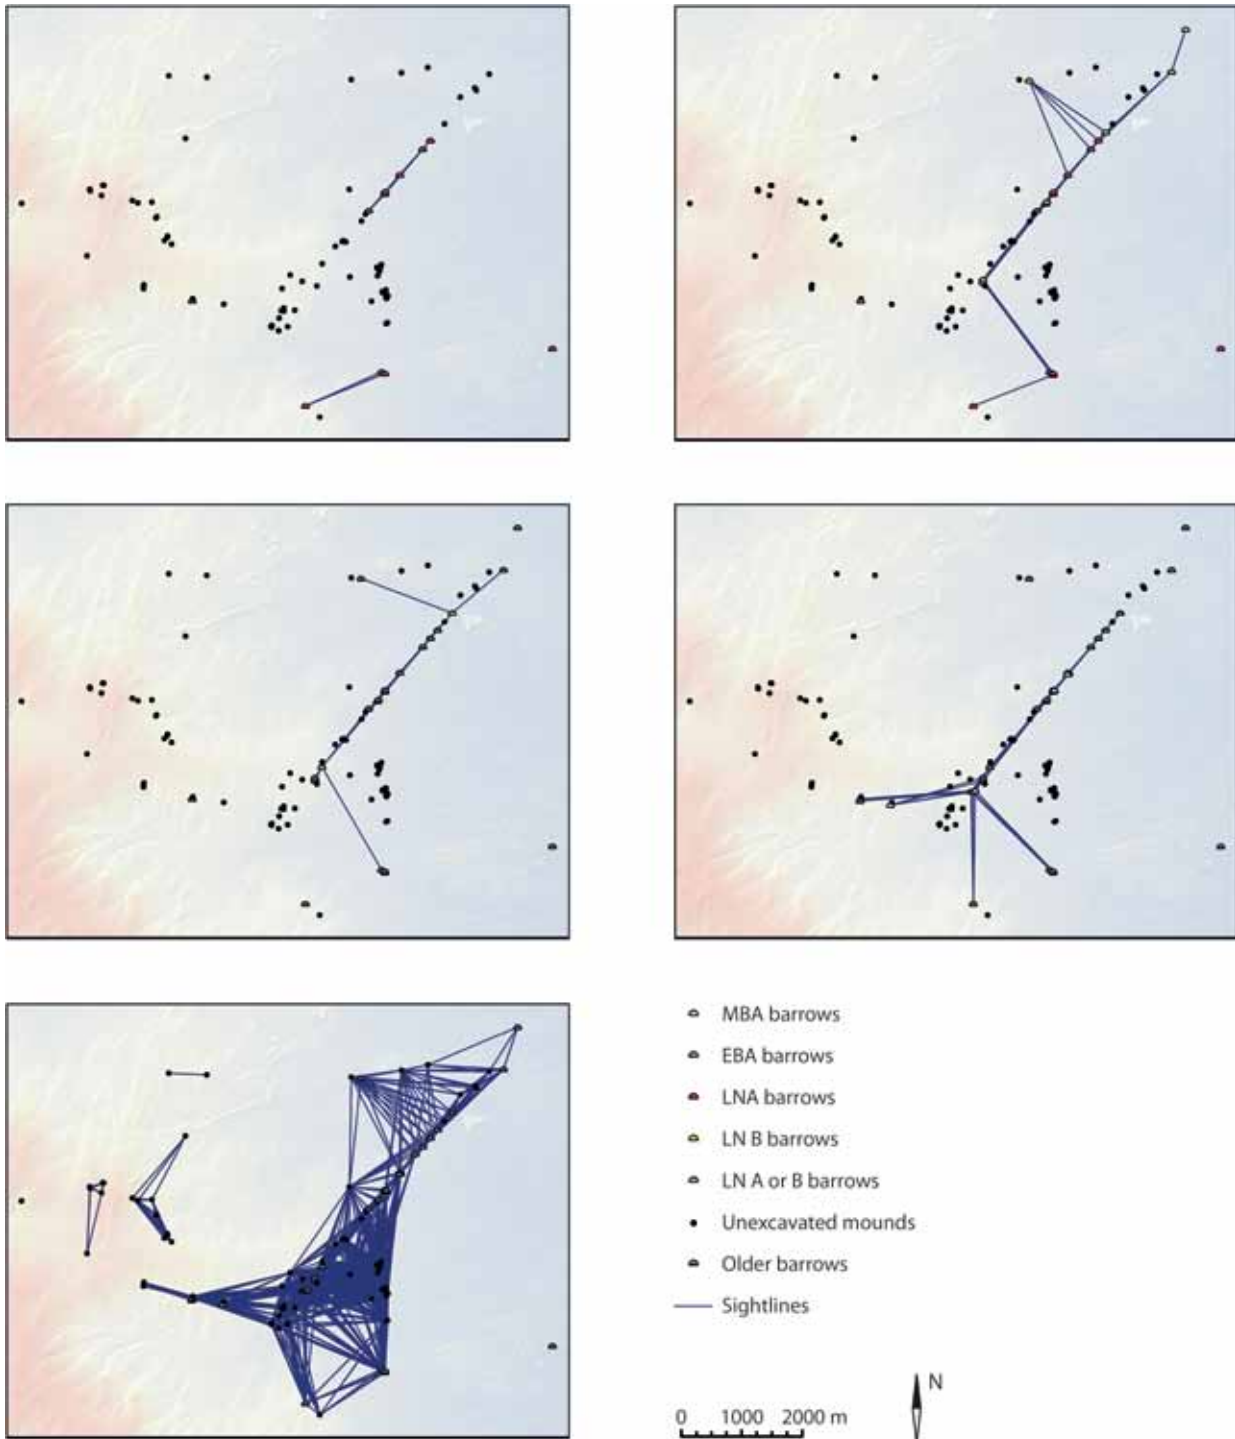 MBA barrows
EBA barrows
LNA barrows
LN B barrows
LN A or B barrows
Unexcavated mounds
Older barrows
Sightlines
N
0 1000 2000 m